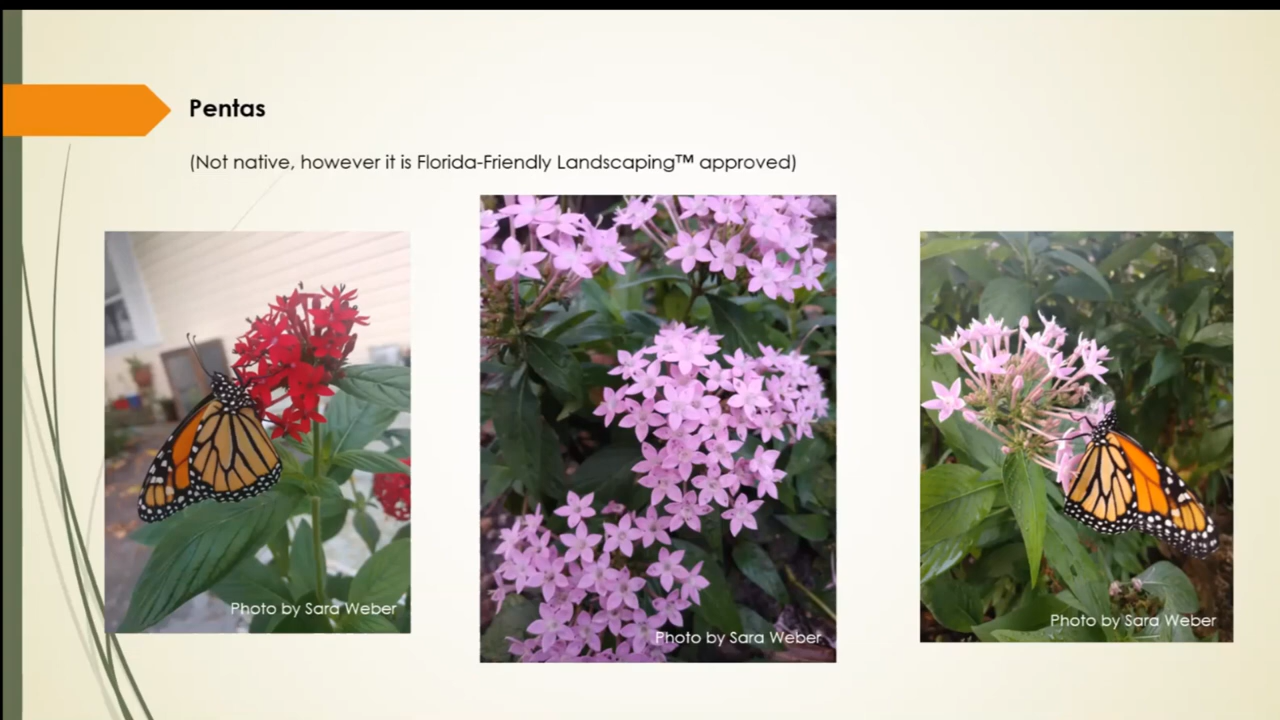 Pentas
(Not native, however it is Florida-Friendly Landscaping™ approved)
Photo by Sara Weber
Photo by Sara Weber
Photo by Sara Weber